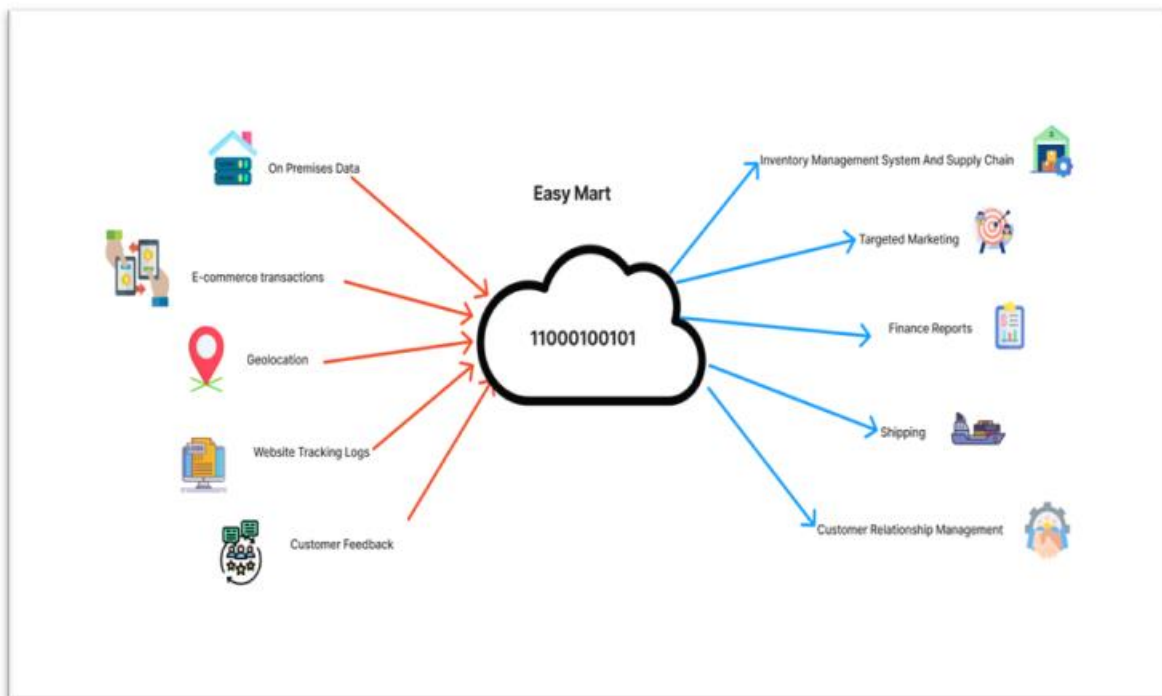 On Premises Data
E-commerce transactions
Geolocation
Website Tracking Logs
Customer Feedback
Easy Mart
11000100101
Inventory Management System And Supply Chain
Targeted Marketing
Finance Reports
Shipping
Customer Relationship Management